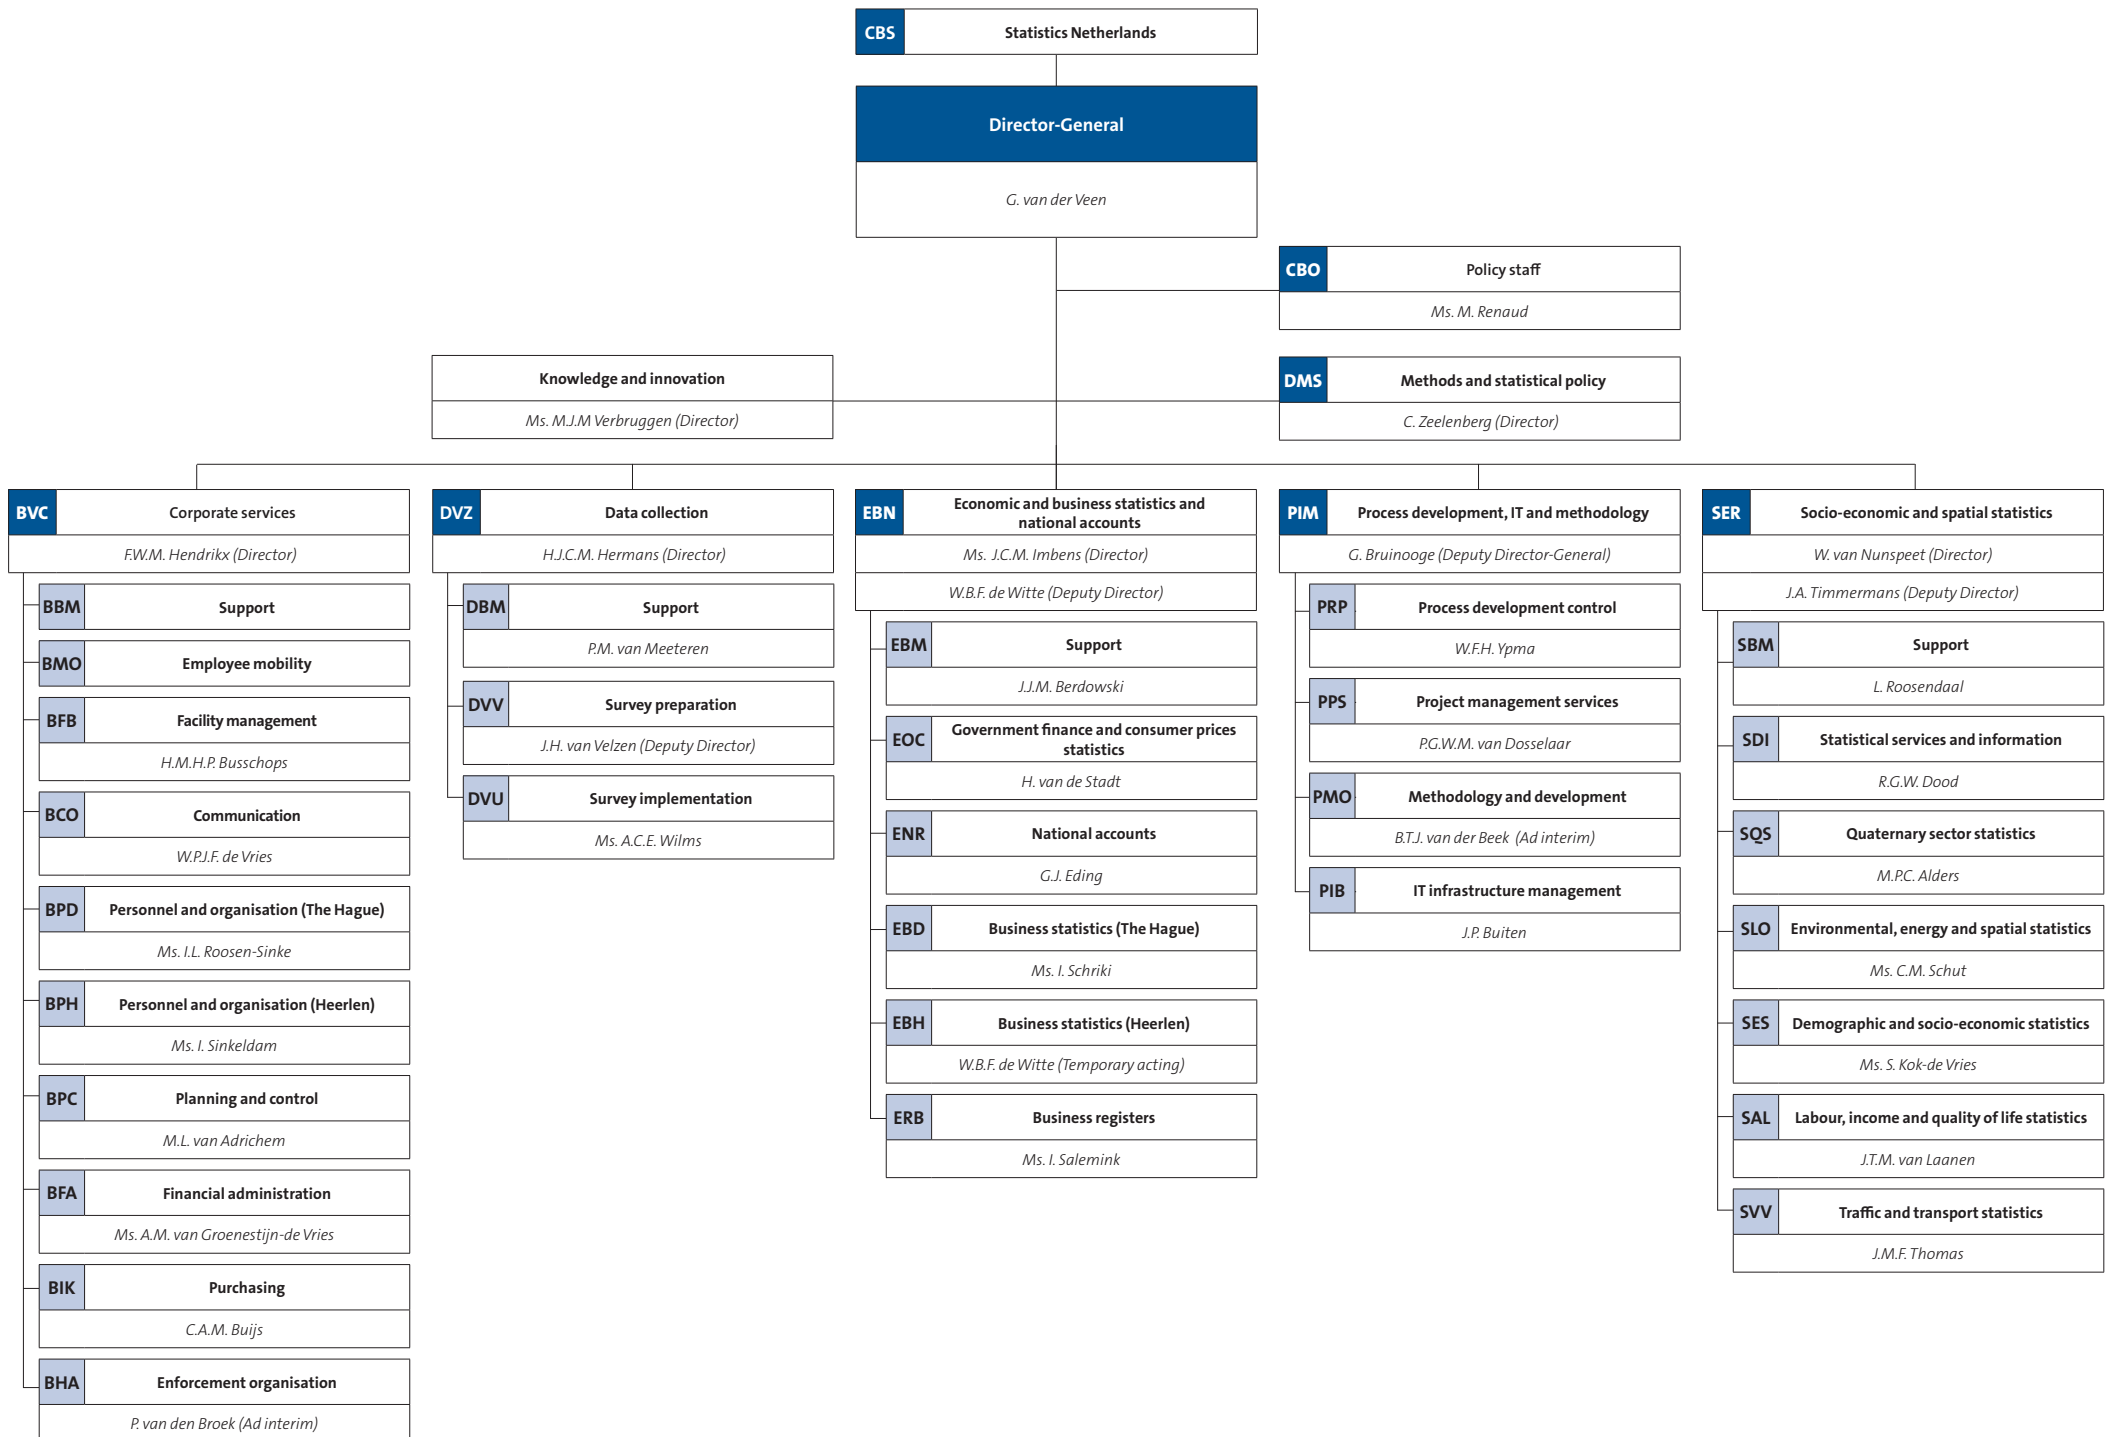 CBS Statistics Netherlands
Director-General
G. van der Veen
CBO Policy staff
Ms. M. Renaud
Knowledge and innovation
Ms. M.J.M Verbruggen (Director)
DMS Methods and statistical policy
C. Zeelenberg (Director)
BVC Corporate services
F.W.M. Hendrikx (Director)
BBM Support
BMO Employee mobility
BFB Facility management
H.M.H.P. Busschops
BCO Communication
W.P.J.F. de Vries
BPD Personnel and organisation (The Hague)
Ms. I.L. Roosen-Sinke
BPH Personnel and organisation (Heerlen)
Ms. I. Sinkeldam
BPC Planning and control
M.L. van Adrichem
BFA Financial administration
Ms. A.M. van Groenestijn-de Vries
BIK Purchasing
C.A.M. Buijs
BHA Enforcement organisation
P. van den Broek (Ad interim)
DVZ Data collection
H.J.C.M. Hermans (Director)
DBM Support
P.M. van Meeteren
DVV Survey preparation
J.H. van Velzen (Deputy Director)
DVU Survey implementation
Ms. A.C.E. Wilms
EBN Economic and business statistics and
national accounts
Ms. J.C.M. Imbens (Director)
W.B.F. de Witte (Deputy Director)
EBM Support
J.J.M. Berdowski
EOC Government finance and consumer prices
statistics
H. van de Stadt
ENR National accounts
G.J. Eding
EBD Business statistics (The Hague)
Ms. I. Schriki
EBH Business statistics (Heerlen)
W.B.F. de Witte (Temporary acting)
ERB Business registers
Ms. I. Salemink
PIM Process development, IT and methodology
G. Bruinooge (Deputy Director-General)
PRP Process development control
W.F.H. Ypma
PPS Project management services
P.G.W.M. van Dosselaar
PMO Methodology and development
B.T.J. van der Beek (Ad interim)
PIB IT infrastructure management
J.P. Buiten
SER Socio-economic and spatial statistics
W. van Nunspeet (Director)
J.A. Timmermans (Deputy Director)
SBM Support
L. Roosendaal
SDI Statistical services and information
R.G.W. Dood
SQS Quaternary sector statistics
M.P.C. Alders
SLO Environmental, energy and spatial statistics
Ms. C.M. Schut
SES Demographic and socio-economic statistics
Ms. S. Kok-de Vries
SAL Labour, income and quality of life statistics
J.T.M. van Laanen
SVV Traffic and transport statistics
J.M.F. Thomas